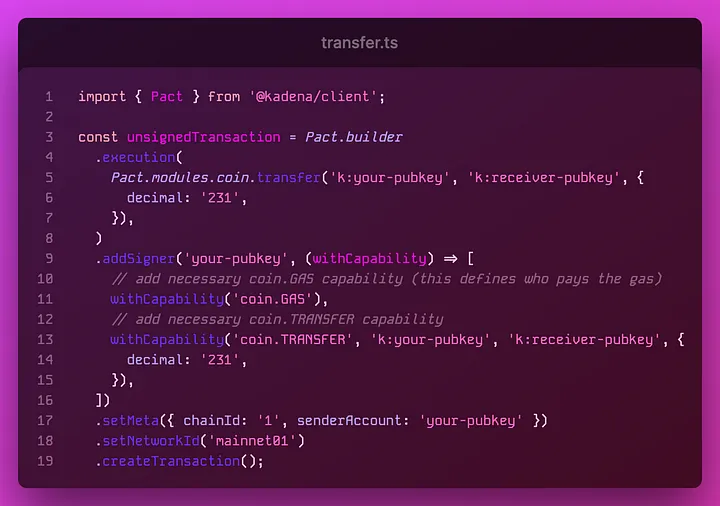 transfer.ts
1 import { Pact } from '@kadena/client';
2
3 const unsignedTransaction = Pact.builder
4   .execution(
5     Pact.modules.coin.transfer('k:your-pubkey', 'k:receiver-pubkey', {
6       decimal: '231',
7     }),
8   )
9   .addSigner('your-pubkey', (withCapability) => [
10     // add necessary coin.GAS capability (this defines who pays the gas)
11     withCapability('coin.GAS'),
12     // add necessary coin.TRANSFER capability
13     withCapability('coin.TRANSFER', 'k:your-pubkey', 'k:receiver-pubkey', {
14       decimal: '231',
15     }),
16   ])
17   .setMeta({ chainId: '1', senderAccount: 'your-pubkey' })
18   .setNetworkId('mainnet01')
19   .createTransaction();